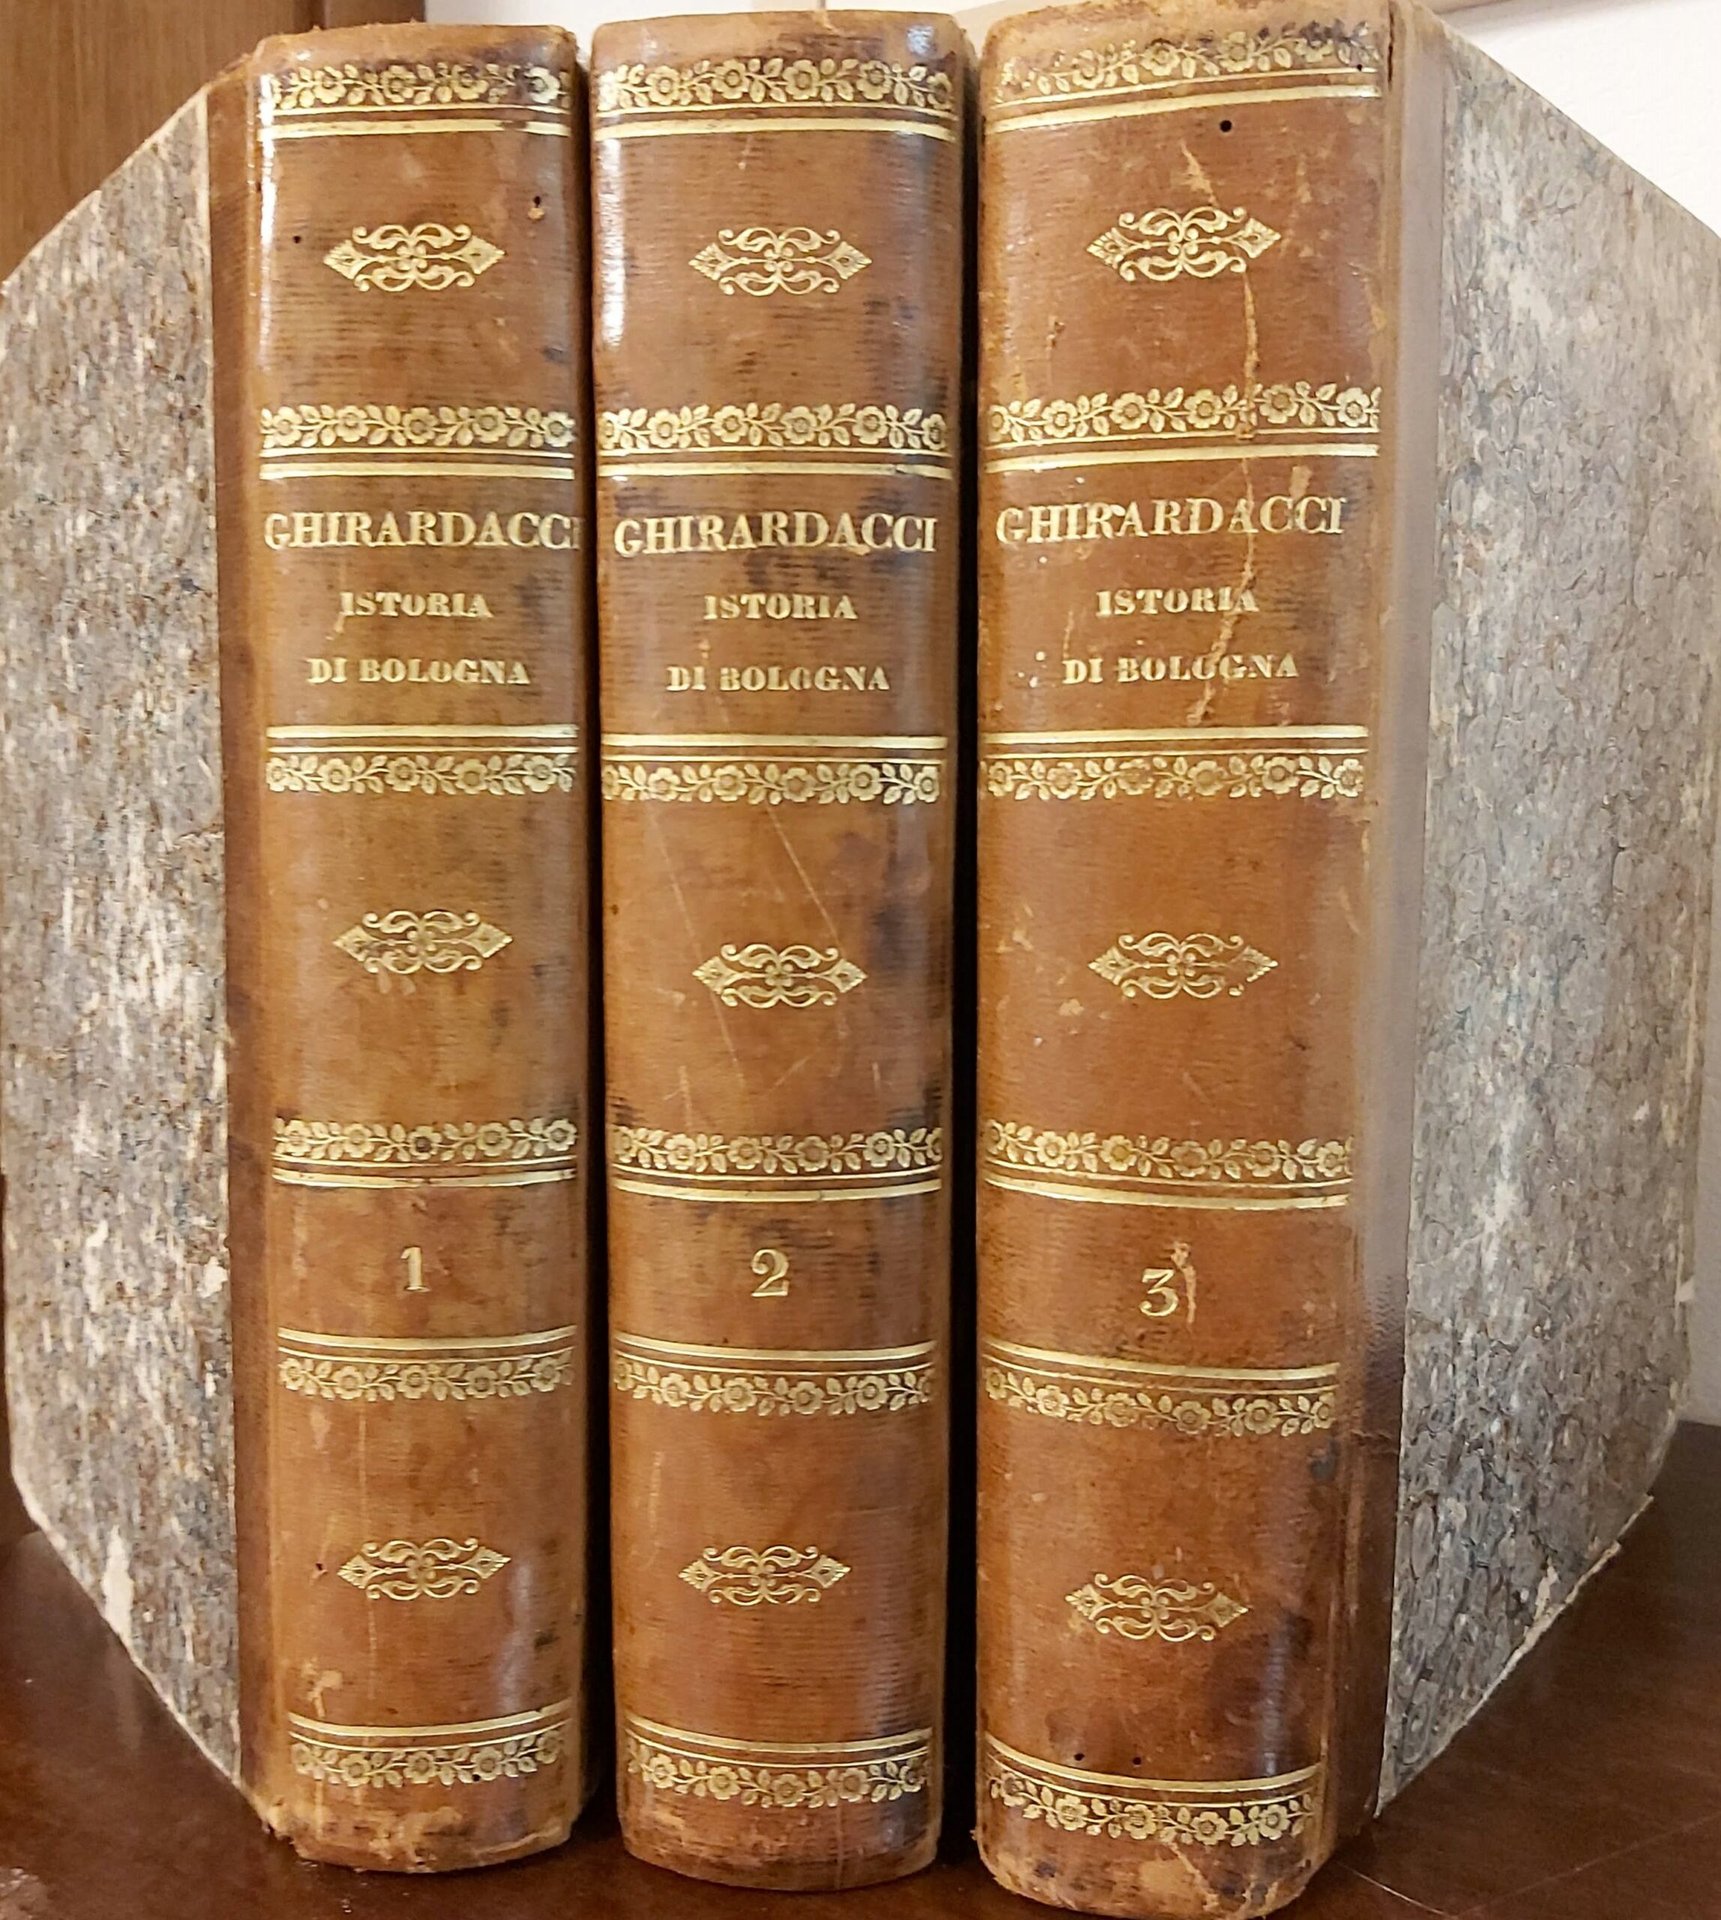 GHIRARDACCI
ISTORIA
DI BOLOGNA
1
GHIRARDACCI
ISTORIA
DI BOLOGNA
2
GHIRARDACCI
ISTORIA
DI BOLOGNA
3